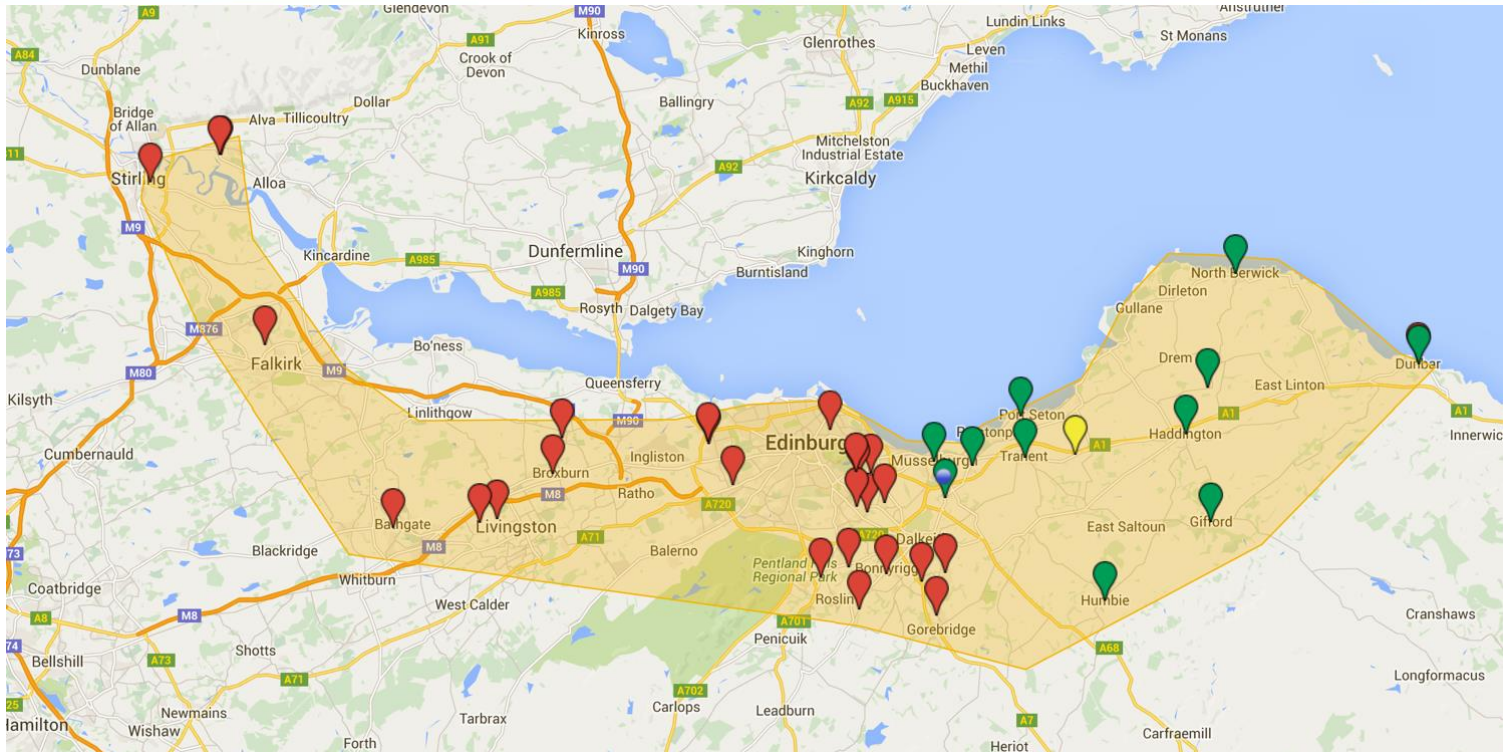 A9
Glendevon
M90
Kinross
Anstruther
Lundin Links
St Monans
A91
Glenrothes
Leven
A84
Dunblane
Crook of
Devon
Methil
Buckhaven
Dollar
Ballingry
A92
A915
Bridge
of Allan
Alva
Tillicoultry
Mitchelston
Industrial Estate
A92
Kirkcaldy
Stirling
Alloa
M9
Kincardine
A985
Dunfermline
Kinghorn
M90
Burntisland
North Berwick
Dirleton
A985
Rosyth
Dalgety Bay
Gullane
M876
Falkirk
Bo'ness
Drem
Dunbar
M9
M80
Queensferry
East Linton
Kilsyth
Linlithgow
M90
Port Seton
A1
A1
Haddington
Innerwic
Edinburg
A1
Cumbernauld
Ingliston
Musselburgh
Tranent
Broxburn
M8
Ratho
A720
Bathgate
Livingston
A71
East Saltoun
Gifford
Blackridge
M8
Balerno
A720
Dalkei
Pentland Hills
Regional Park
Bonnyrigg
Whitburn
Coatbridge
West Calder
Roslin
Humbie
M8
A8
A701
Gorebridge
Cranshaws
Penicuik
A68
Shotts
A73
Bellshill
A71
Longformacus
A702
Newmains
Carlops
Leadburn
Hamilton
Wishaw
Tarbrax
A7
Carfraemill
Forth
Heriot